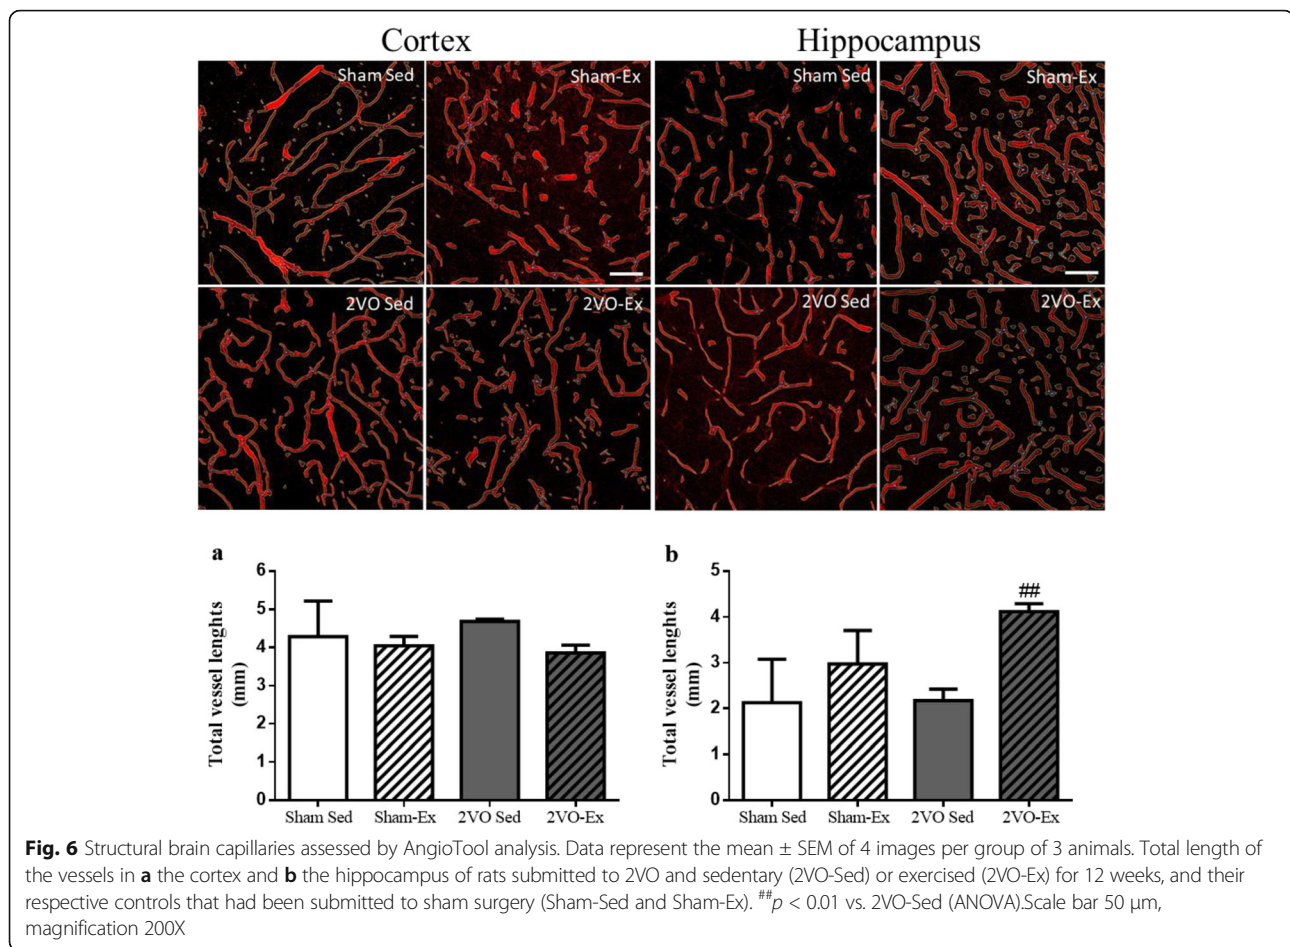 Cortex
Hippocampus
Sham Sed
Sham-Ex
Sham Sed
Sham-Ex
2VO Sed
2VO-Ex
2VO Sed
2VO-Ex
a
Total vessel lenghts
(mm)
6
5
4
3
2
1
0
Sham Sed
Sham-Ex
2VO Sed
2VO-Ex
b
Total vessel lenghts
(mm)
5
4
3
2
1
0
##
Sham Sed
Sham-Ex
2VO Sed
2VO-Ex
Fig. 6 Structural brain capillaries assessed by AngioTool analysis. Data represent the mean ± SEM of 4 images per group of 3 animals. Total length of
the vessels in a the cortex and b the hippocampus of rats submitted to 2VO and sedentary (2VO-Sed) or exercised (2VO-Ex) for 12 weeks, and their
respective controls that had been submitted to sham surgery (Sham-Sed and Sham-Ex). ##p < 0.01 vs. 2VO-Sed (ANOVA).Scale bar 50 μm,
magnification 200X